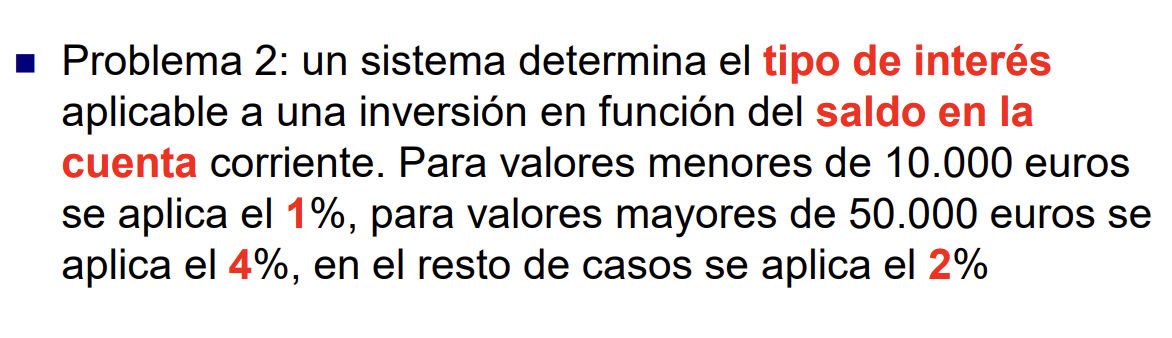 Problema 2: un sistema determina el tipo de interés
aplicable a una inversión en función del saldo en la
cuenta corriente. Para valores menores de 10.000 euros
se aplica el 1%, para valores mayores de 50.000 euros se
aplica el 4%, en el resto de casos se aplica el 2%